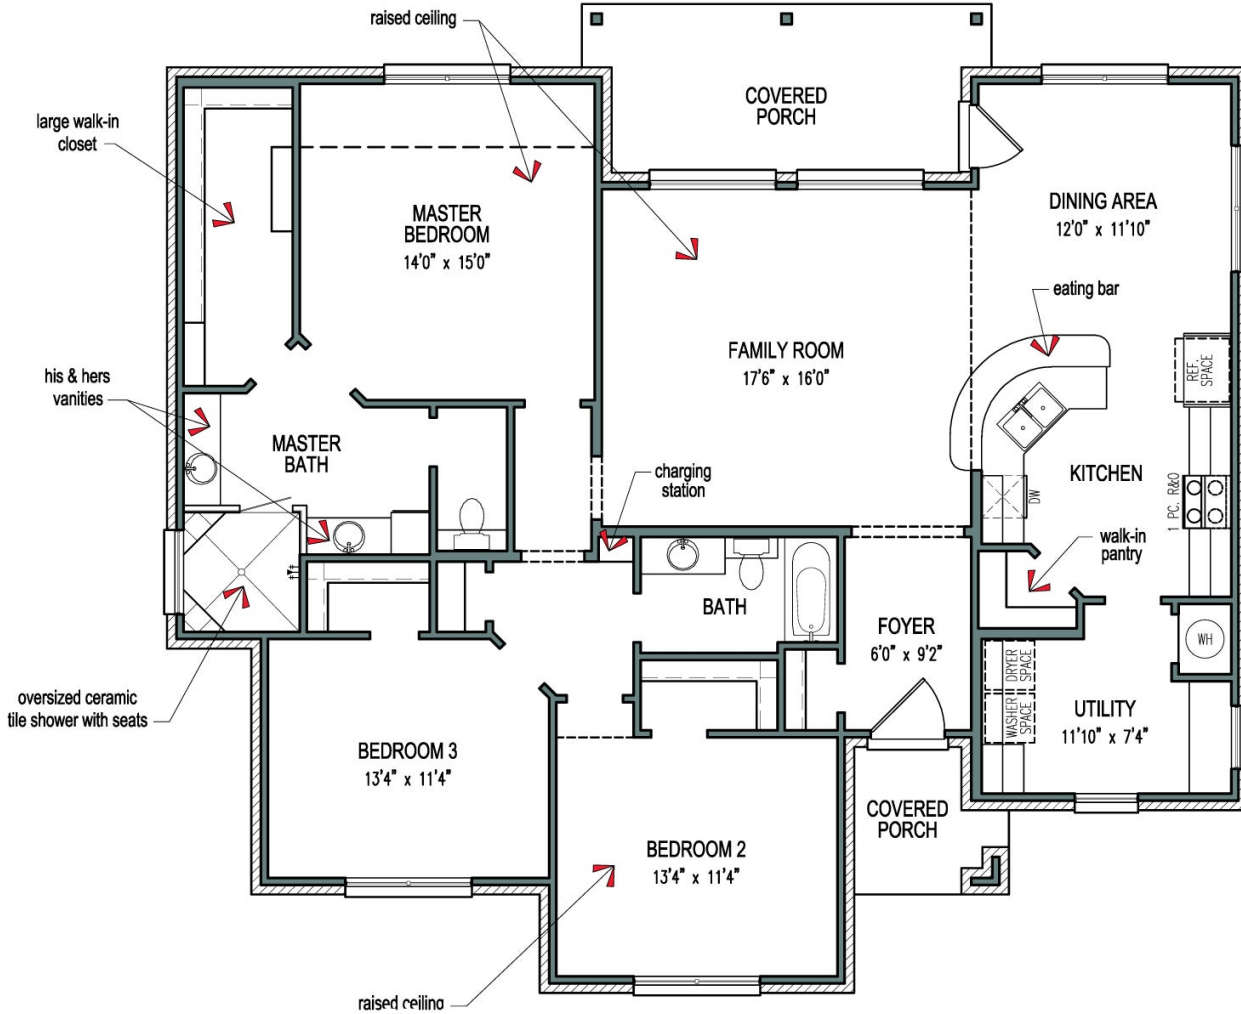 raised ceiling
COVERED
PORCH
large walk-in
closet
MASTER
BEDROOM
14'0" x 15'0"
DINING AREA
12'0" x 11'10"
eating bar
FAMILY ROOM
17'6" x 16'0"
REF.
SPACE
his & hers
vanities
MASTER
BATH
charging
station
KITCHEN
DW
1 PC. R&O
walk-in
pantry
BATH
FOYER
6'0" x 9'2"
WH
DRYER
SPACE
WASHER
SPACE
UTILITY
11'10" x 7'4"
oversized ceramic
tile shower with seats
BEDROOM 3
13'4" x 11'4"
COVERED
PORCH
BEDROOM 2
13'4" x 11'4"
raised ceiling